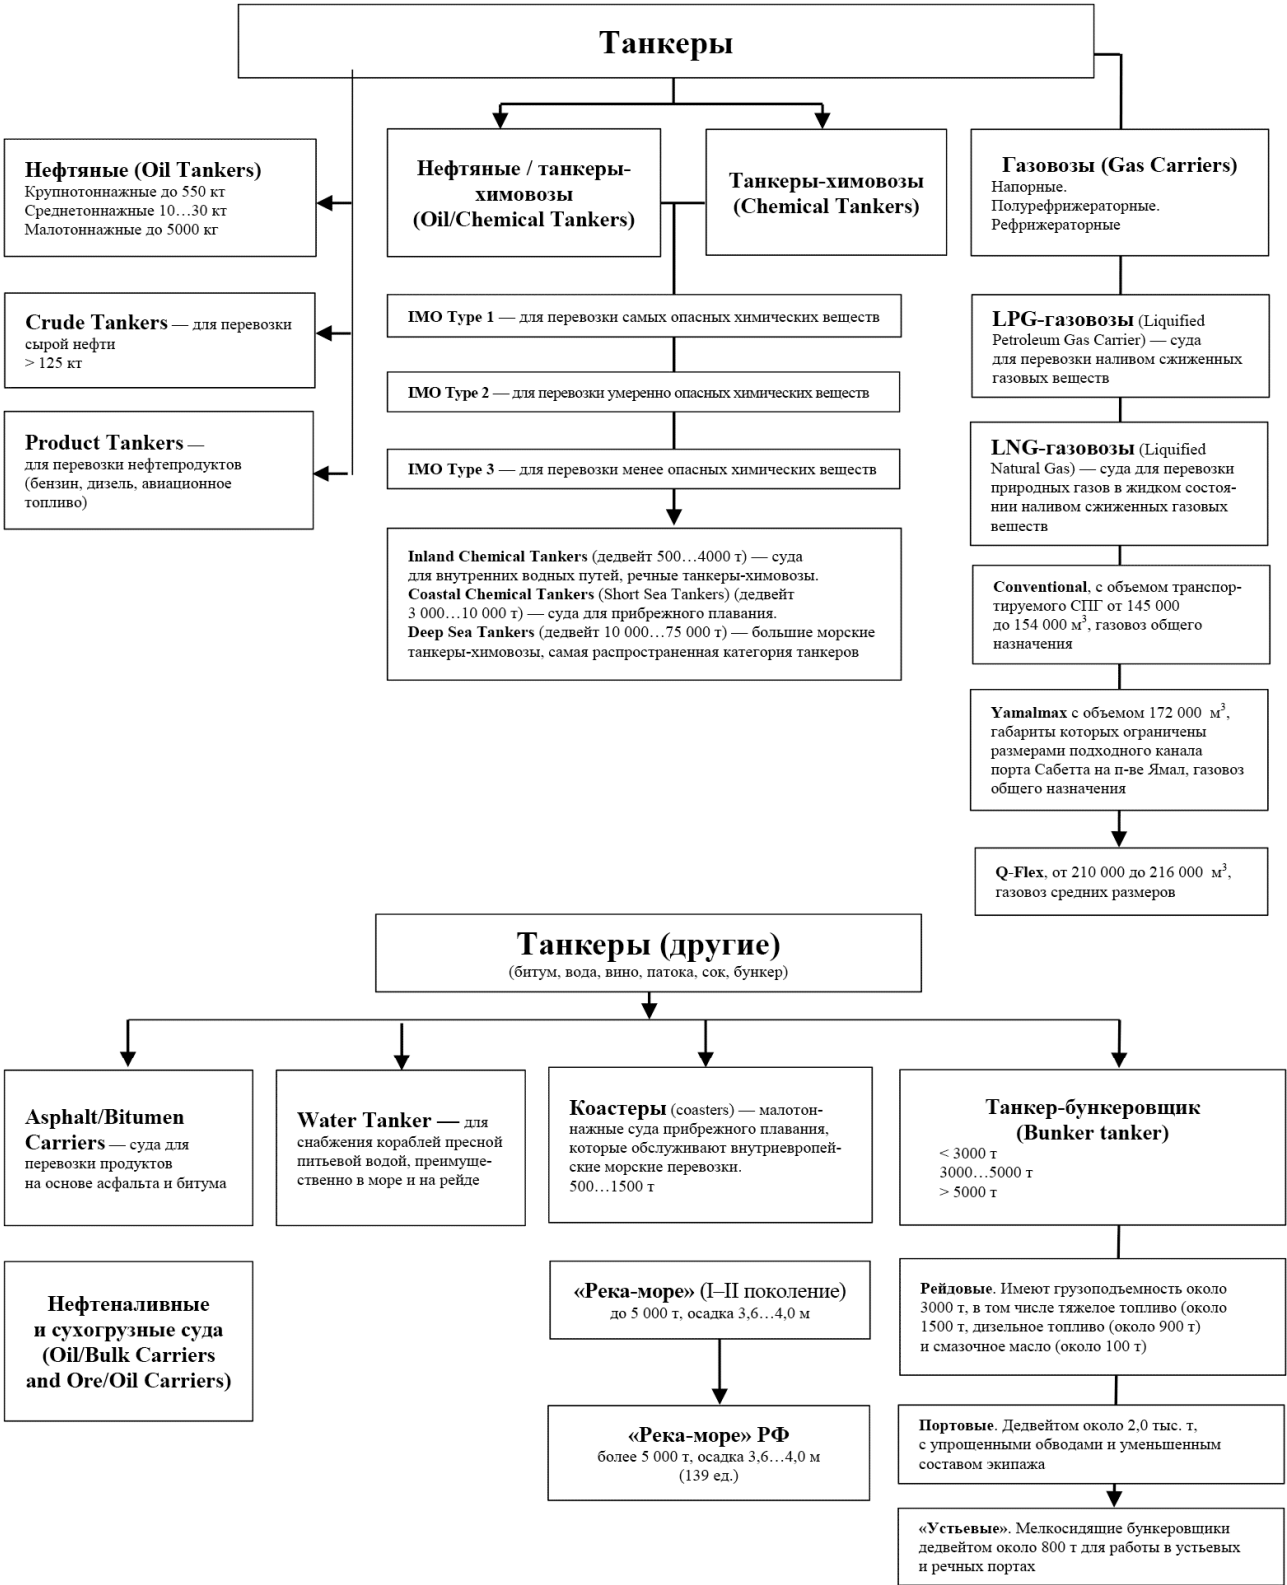 Танкеры
Нефтяные (Oil Tankers)
Крупнотоннажные до 550 кт
Среднетоннажные 10…30 кт
Малотоннажные до 5000 кг
Crude Tankers — для перевозки
сырой нефти
> 125 кт
Product Tankers —
для перевозки нефтепродуктов
(бензин, дизель, авиационное
топливо)
Нефтяные / танкеры-
химовозы
(Oil/Chemical Tankers)
Танкеры-химовозы
(Chemical Tankers)
IMO Type 1 — для перевозки самых опасных химических веществ
IMO Type 2 — для перевозки умеренно опасных химических веществ
IMO Type 3 — для перевозки менее опасных химических веществ
Inland Chemical Tankers (дедвейт 500…4000 т) — суда
для внутренних водных путей, речные танкеры-химовозы.
Coastal Chemical Tankers (Short Sea Tankers) (дедвейт
3 000…10 000 т) — суда для прибрежного плавания.
Deep Sea Tankers (дедвейт 10 000…75 000 т) — большие морские
танкеры-химовозы, самая распространенная категория танкеров
Газовозы (Gas Carriers)
Напорные.
Полурефрижераторные.
Рефрижераторные
LPG-газовозы (Liquified
Petroleum Gas Carrier) — суда
для перевозки наливом сжиженных
газовых веществ
LNG-газовозы (Liquified
Natural Gas) — суда для перевозки
природных газов в жидком состоя-
нии наливом сжиженных газовых
веществ
Conventional, с объемом транспор-
тируемого СПГ от 145 000
до 154 000 м³, газовоз общего
назначения
Yamalmax с объемом 172 000 м³,
габариты которых ограничены
размерами подходного канала
порта Сабетта на п-ве Ямал, газовоз
общего назначения
Q-Flex, от 210 000 до 216 000 м³,
газовоз средних размеров
Танкеры (другие)
(битум, вода, вино, патока, сок, бункер)
Asphalt/Bitumen
Carriers — суда для
перевозки продуктов
на основе асфальта и битума
Water Tanker — для
снабжения кораблей пресной
питьевой водой, преимуще-
ственно в море и на рейде
Коастеры (coasters) — малотон-
нажные суда прибрежного плавания,
которые обслуживают внутриевропей-
ские морские перевозки.
500…1500 т
Танкер-бункеровщик
(Bunker tanker)
< 3000 т
3000…5000 т
> 5000 т
Нефтеналивные
и сухогрузные суда
(Oil/Bulk Carriers
and Ore/Oil Carriers)
«Река-море» (I–II поколение)
до 5 000 т, осадка 3,6…4,0 м
«Река-море» РФ
более 5 000 т, осадка 3,6…4,0 м
(139 ед.)
Рейдовые. Имеют грузоподъемность около
3000 т, в том числе тяжелое топливо (около
1500 т, дизельное топливо (около 900 т)
и смазочное масло (около 100 т)
Портовые. Дедвейтом около 2,0 тыс. т,
с упрощенными обводами и уменьшенным
составом экипажа
«Устьевые». Мелкосидящие бункеровщики
дедвейтом около 800 т для работы в устьевых
и речных портах